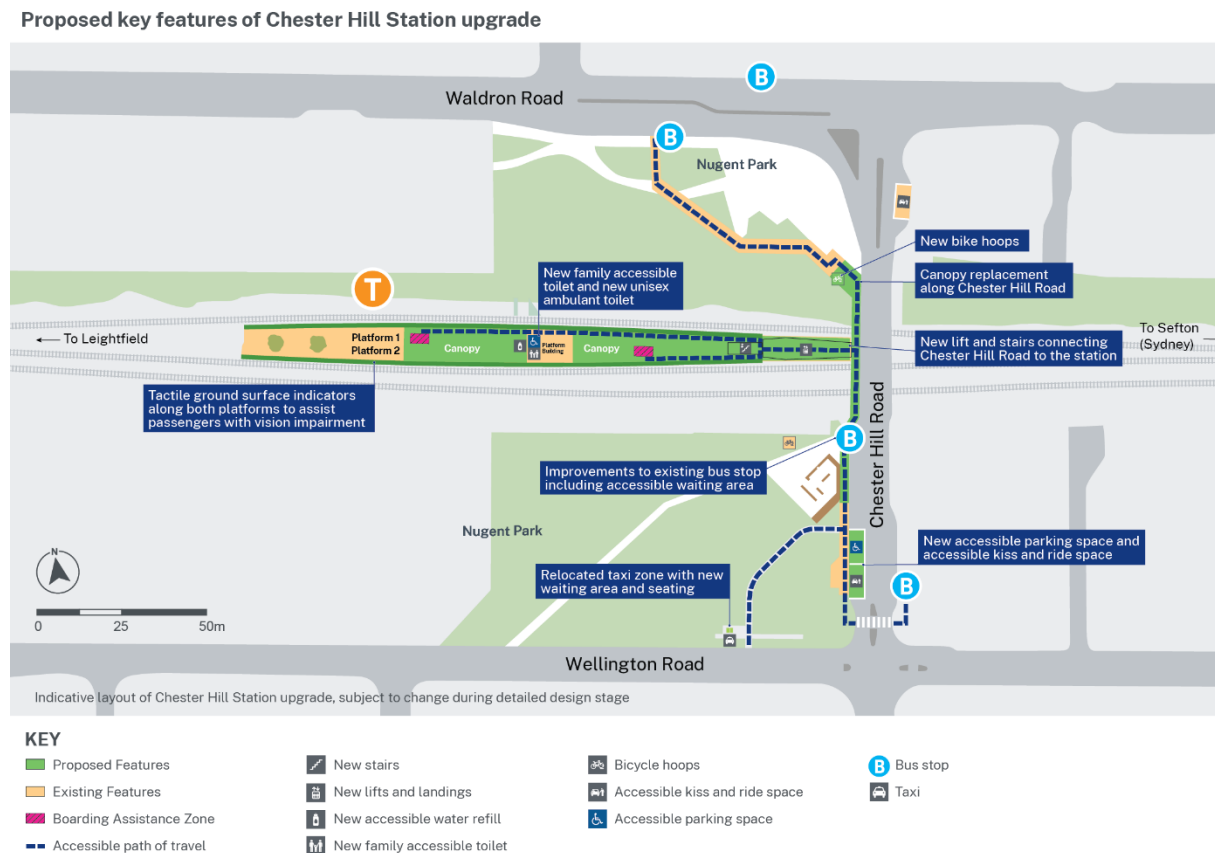 Proposed key features of Chester Hill Station upgrade
B
Waldron Road
B
Nugent Park
New bike hoops
New family accessible
toilet and new unisex
ambulant toilet
Canopy replacement
along Chester Hill Road
T
To Leightfield
Platform 1
Platform 2
Canopy
Platform
Building
Canopy
To Sefton
(Sydney)
New lift and stairs connecting
Chester Hill Road to the station
Tactile ground surface indicators
along both platforms to assist
passengers with vision impairment
B
Chester Hill Road
Improvements to existing bus stop
including accessible waiting area
Nugent Park
New accessible parking space and
accessible kiss and ride space
N
Relocated taxi zone with new
waiting area and seating
B
0 25 50m
Wellington Road
Indicative layout of Chester Hill Station upgrade, subject to change during detailed design stage
KEY
Proposed Features
Existing Features
Boarding Assistance Zone
Accessible path of travel
New stairs
New lifts and landings
New accessible water refill
New family accessible toilet
Bicycle hoops
Accessible kiss and ride space
Accessible parking space
B Bus stop
Taxi